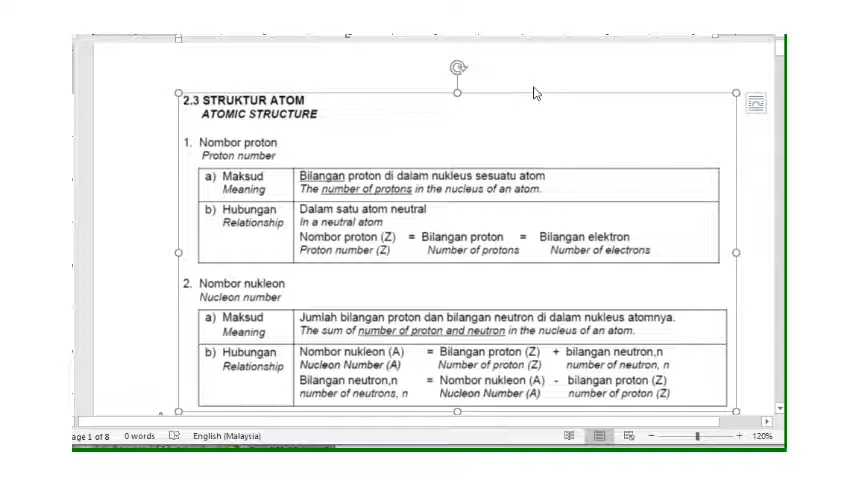 2.3 STRUKTUR ATOM
ATOMIC STRUCTURE
1. Nombor proton
Proton number
a) Maksud Bilangan proton di dalam nukleus sesuatu atom
Meaning The number of protons in the nucleus of an atom.
b) Hubungan Dalam satu atom neutral
Relationship In a neutral atom
Nombor proton (Z) = Bilangan proton = Bilangan elektron
Proton number (Z) Number of protons Number of electrons
2. Nombor nukleon
Nucleon number
a) Maksud Jumlah bilangan proton dan bilangan neutron di dalam nukleus atomnya.
Meaning The sum of number of proton and neutron in the nucleus of an atom.
b) Hubungan Nombor nukleon (A) = Bilangan proton (Z) + bilangan neutron,n
Relationship Nucleon Number (A) Number of proton (Z) number of neutron, n
Bilangan neutron,n = Nombor nukleon (A) - bilangan proton (Z)
number of neutrons, n Nucleon Number (A) number of proton (Z)
age 1 of 8 0 words English (Malaysia) 120%